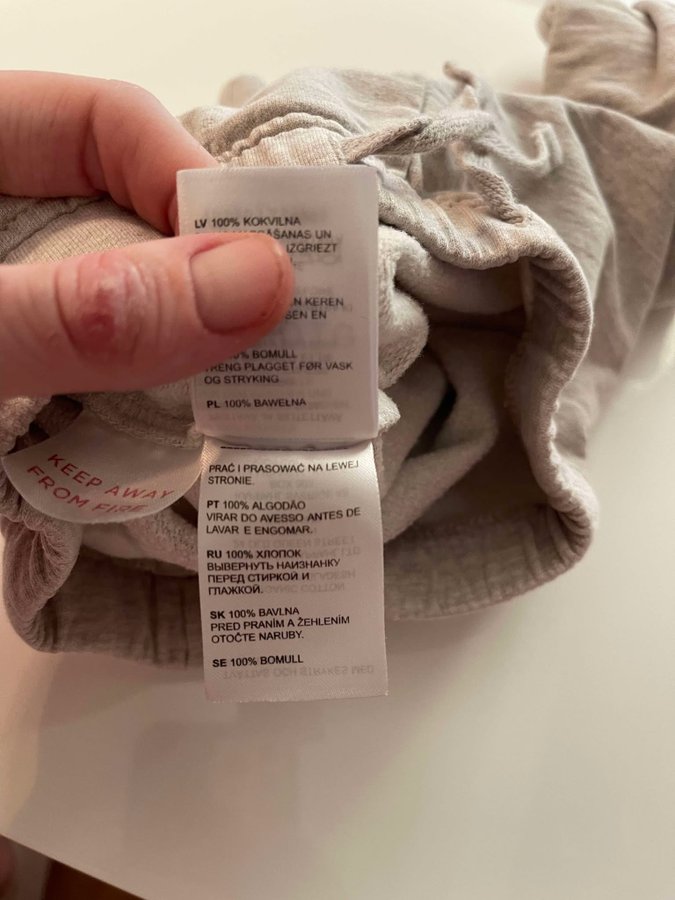 LV 100% KOKVILNA
UN
IZGRIEZT
KEREN
EN
BOMULL
PLAGGET FØR VASK
OG STRYKING.
PL 100% BAWEŁNA
PRAĆ I PRASOWAĆ NA LEWEJ
STRONIE.
PT 100% ALGODÃO
VIRAR DO AVESSO ANTES DE
LAVAR E ENGOMAR.
RU 100% ХЛОПОК
ВЫВЕРНУТЬ НАИЗНАНКУ
ПЕРЕД СТИРКОЙ И
ГЛАЖКОЙ.
SK 100% BAVLNA
PRED PRANÍM A ŽEHLENÍM
OTOČTE NARUBY.
SE 100% BOMULL
KEEP AWAY
FROM FIRE